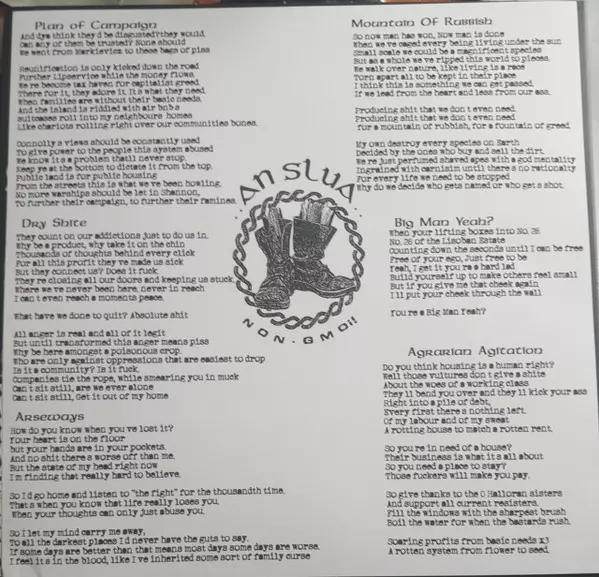 Plan of Campaign
And dya think they'd be disgusted?they would
Can any of them be trusted? None should
We went from Markievicz to these bags of piss
Reunification is only kicked down the road
Further lipservice while the money flows
We re become tax haven for capitalist greed
There for it, they adore it It s what they need
When families are without their basic needs
And the island is riddled with air bnb s
suitcases roll into my neighbours homes
Like chariots rolling right over our communities bones.
Connolly s views should be constantly used
To give power to the people this system abused
We know it s a problem that ll never stop
Keep ye at the bottom to dictate it from the top.
Public land is for public housing
From the streets this is what we ve been howling
No more warships should be let in Shannon,
To further their campaign, to further their famines
Dry Shite
They count on our addictions just to do us in.
Why be a product, why take it on the chin
Thousands of thoughts behind every click
For all this profit they ve made us sick
But they connect us? Does it fuck
They re closing all our doors and keeping us stuck
Where we ve never been here, never in reach
I can t even reach a moments peace.
What have we done to quit? Absolute shit
All anger is real and all of it legit
But until transformed this anger means piss
Why be here amongst a poisonous crop.
Who are only against oppressions that are easiest to drop
Is it a community? Is it fuck
Companies tie the rope, while smearing you in muck
Can t sit still, are we ever alone
Can t sit still, Get it out of my home
Arseways
How do you know when you ve lost it?
Your heart is on the floor
but your hands are in your pockets.
And no shit there s worse off than me.
But the state of my head right now
I m finding that really hard to believe.
So I d go home and listen to "the fight" for the thousandth time.
That s when you know that life really loses you,
When your thoughts can only just abuse you.
So I let my mind carry me away,
To all the darkest places I d never have the guts to say.
If some days are better than that means most days some days are worse.
I feel it s in the blood, like I ve inherited some sort of family curse
AN SLUA
NON-GMOi!
Mountain Of Rubbish
So now man has won, Now man is done
When we ve caged every being living under the sun
Small scale we could be a magnificent species
But as a whole we ve ripped this world to pieces.
We walk over nature, like living is a race
Torn apart all to be kept in their place
I think this is something we can get passed
If we lead from the heart and less from our ass.
Producing shit that we don t even need
Producing shit that we don t even need
for a mountain of rubbish, for a fountain of greed
My own destroy every species on Earth
Decided by the ones who buy and sell the dirt
We re just perfumed shaved apes with a god mentality
Ingrained with carnisim until there s no rationalty
For every life we need to be stopped
Why do we decide who gets named or who get s shot.
Big Man Yeah?
When your lifting boxes into No. 26
No. 26 of the Lisoban Estate
Counting down the seconds until I can be free
Free of your ego, Just free to be
Yeah, I get it you re a hard lad
Build yourself up to make others feel small
But if you give me that cheek again
I ll put your cheek through the wall
You re a Big Man Yeah?
Agrarian Agitation
Do you think housing is a human right?
Well those vultures don t give a shite
About the woes of a working class
They ll bend you over and they ll kick your ass
Right into a pile of debt,
Every first there s nothing left.
Of my labour and of my sweat
A rotting house to match a rotten rent.
So you re in need of a house?
Their business is what it s all about
So you need a place to stay?
Those fuckers will make you pay.
So give thanks to the O Halloran sisters
And support all current resisters.
Fill the windows with the sharpest brush
Boil the water for when the bastards rush.
Soaring profits from basic needs x3
A rotten system from flower to seed